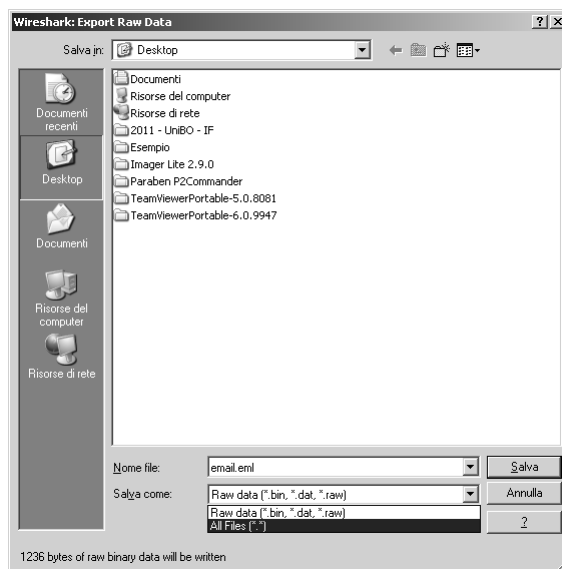 Wireshark: Export Raw Data
Salva in:
Desktop
Documenti recenti
Desktop
Documenti
Risorse del computer
Risorse di rete
Documenti
Risorse del computer
Risorse di rete
2011 - UniBO - IF
Esempio
Imager Lite 2.9.0
Paraben P2Commander
TeamViewerPortable-5.0.8081
TeamViewerPortable-6.0.9947
Nome file:
email.eml
Salva
Salva come:
Raw data (*.bin, *.dat, *.raw)
Annulla
Raw data (*.bin, *.dat, *.raw)
All Files (*.*)
?
1236 bytes of raw binary data will be written